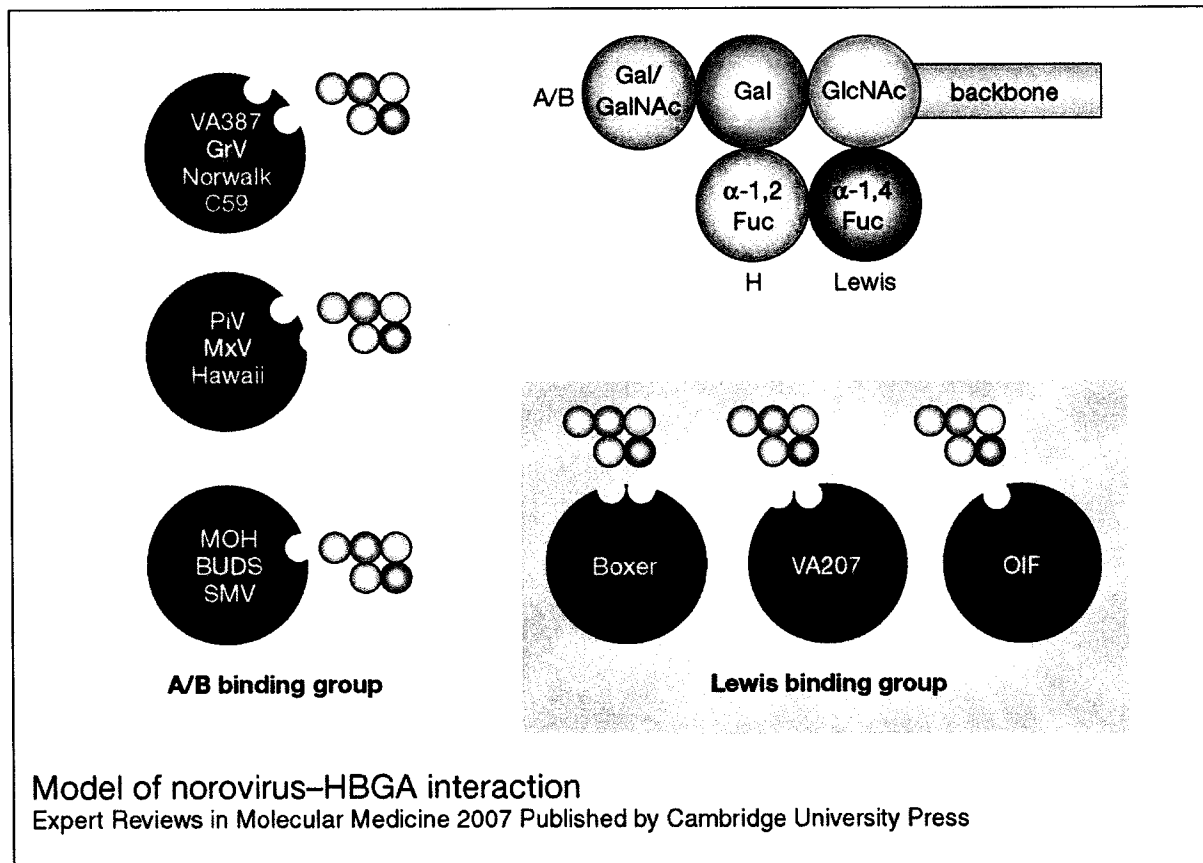 VA387
GrV
Norwalk
C59
A/B
Gal/
GalNAc
Gal
GlcNAc
backbone
α-1,2
Fuc
α-1,4
Fuc
H
Lewis
PiV
MxV
Hawaii
MOH
BUDS
SMV
A/B binding group
Boxer
VA207
OIF
Lewis binding group
Model of norovirus–HBGA interaction
Expert Reviews in Molecular Medicine 2007 Published by Cambridge University Press